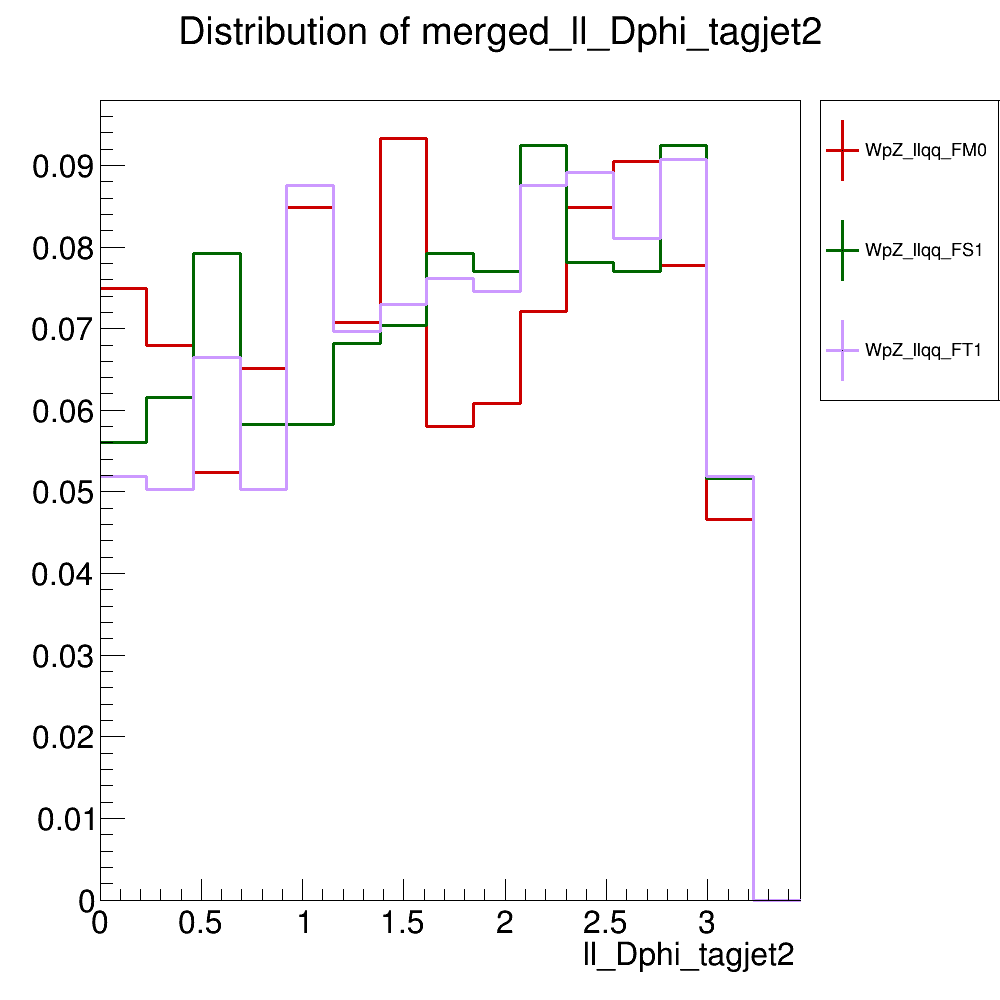 Distribution of merged_ll_Dphi_tagjet2
0.09
0.08
0.07
0.06
0.05
0.04
0.03
0.02
0.01
0
0 0.5 1 1.5 2 2.5 3
ll_Dphi_tagjet2
WpZ_llqq_FM0
WpZ_llqq_FS1
WpZ_llqq_FT1